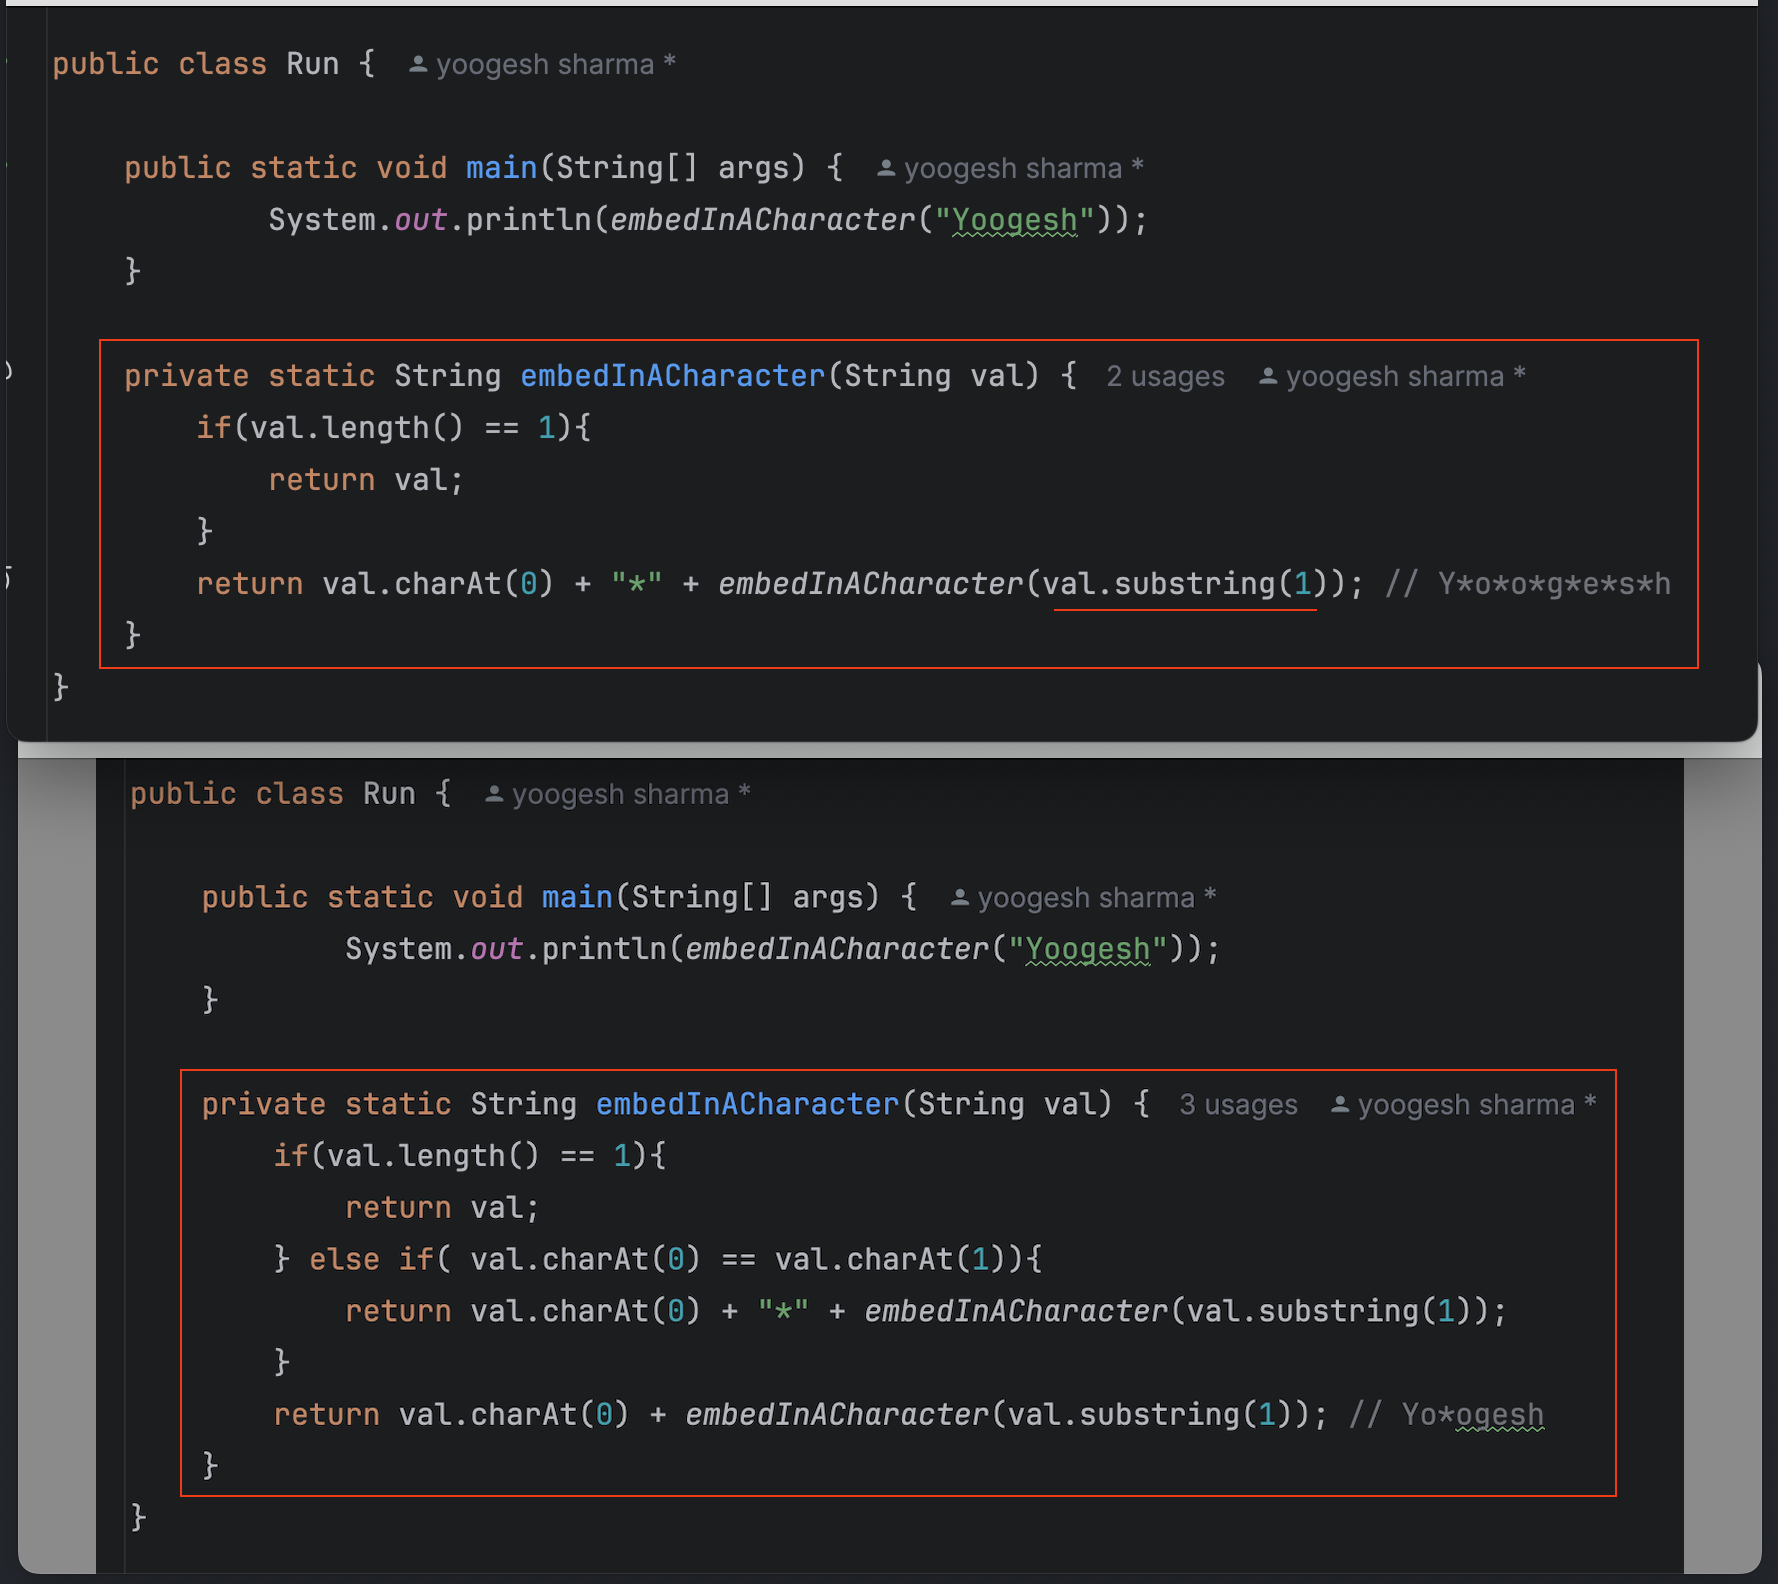 public class Run { yoogesh sharma *
public static void main(String[] args) { yoogesh sharma *
System.out.println(embedInACharacter("Yoogesh"));
}
private static String embedInACharacter(String val) { 2 usages yoogesh sharma *
if(val.length() == 1){
return val;
}
return val.charAt(0) + "*" + embedInACharacter(val.substring(1)); // Y*o*o*g*e*s*h
}
}
public class Run { yoogesh sharma *
public static void main(String[] args) { yoogesh sharma *
System.out.println(embedInACharacter("Yoogesh"));
}
private static String embedInACharacter(String val) { 3 usages yoogesh sharma *
if(val.length() == 1){
return val;
} else if( val.charAt(0) == val.charAt(1)){
return val.charAt(0) + "*" + embedInACharacter(val.substring(1));
}
return val.charAt(0) + embedInACharacter(val.substring(1)); // Yo*ogesh
}
}